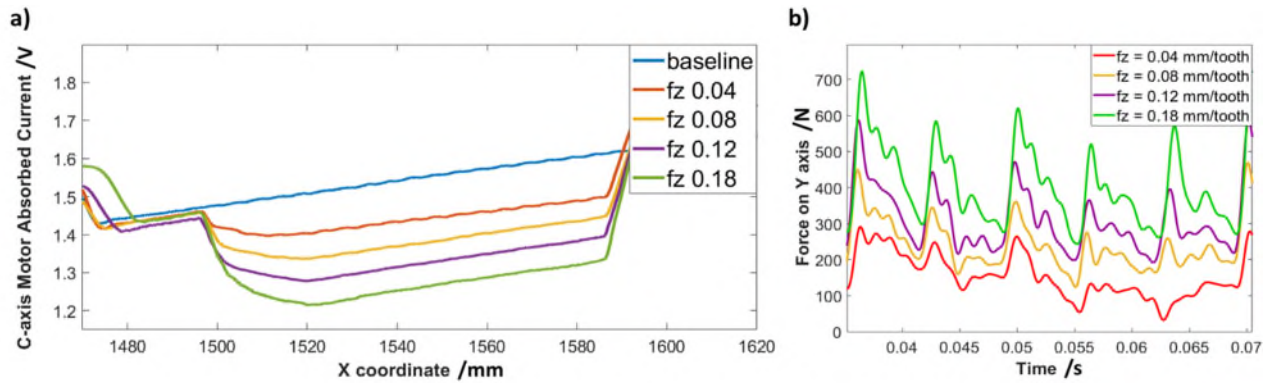 a)
C-axis Motor Absorbed Current /V
1.8
1.7
1.6
1.5
1.4
1.3
1.2
baseline
fz 0.04
fz 0.08
fz 0.12
fz 0.18
1480 1500 1520 1540 1560 1580 1600 1620
X coordinate /mm
b)
Force on Y axis /N
700
600
500
400
300
200
100
0
fz = 0.04 mm/tooth
fz = 0.08 mm/tooth
fz = 0.12 mm/tooth
fz = 0.18 mm/tooth
0.04 0.045 0.05 0.055 0.06 0.065 0.07
Time /s